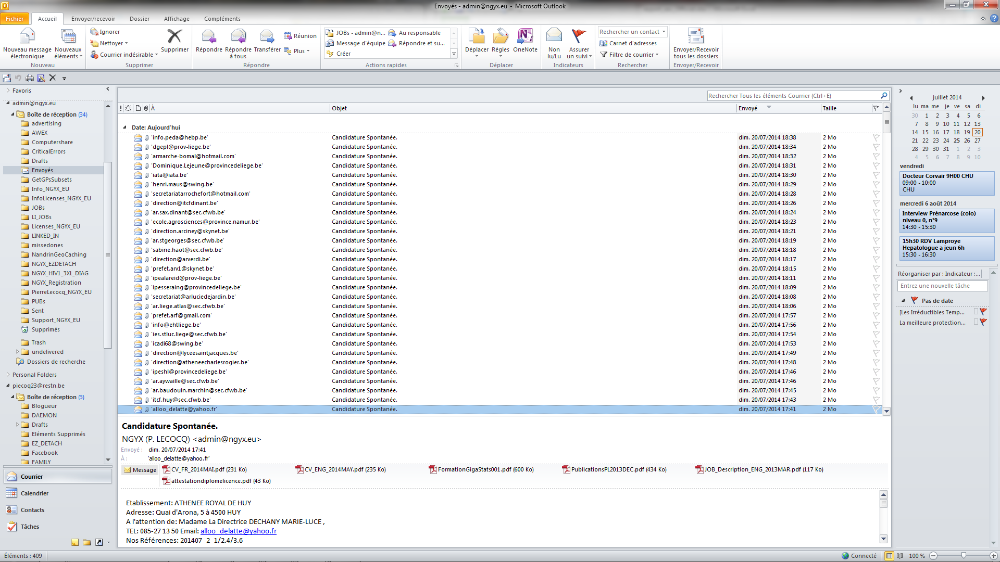 Envoyés - admin@ngyx.eu - Microsoft Outlook
Fichier Accueil Envoyer/recevoir Dossier Affichage Compléments
Nouveau message électronique
Nouveaux éléments
Nouveau
Ignorer
Nettoyer
Courrier indésirable
Supprimer
Supprimer
Répondre
Répondre à tous
Transférer
Réunion
Plus
Répondre
JOBs - admin@n... Au responsable
Message d'équipe Répondre et su...
Créer
Actions rapides
Déplacer
Règles
OneNote
Déplacer
Non lu/Lu
Assurer un suivi
Indicateurs
Rechercher un contact
Carnet d'adresses
Filtre de courrier
Rechercher
Envoyer/Recevoir tous les dossiers
Envoyer/Recevoir
Favoris
admin@ngyx.eu
Boîte de réception (34)
advertising
AWEX
Computershare
CriticalErrors
Drafts
Envoyés
GetGPsSubsets
Info_NGYX_EU
InfoLicenses_NGYX_EU
JOBs
LI_JOBs
Licenses_NGYX_EU
LINKED_IN
missedones
NandrinGeoCaching
NGYX_EZDETACH
NGYX_HIV1_3XL_DIAG
NGYX_Registration
PierreLecocq_NGYX_EU
PUBs
Sent
Support_NGYX_EU
Supprimés
Trash
undelivered
Dossiers de recherche
Personal Folders
piecoq23@restn.be
Boîte de réception (3)
Blogueur
DAEMON
Drafts
Eléments Supprimés
EZ_DETACH
Facebook
FAMILY
Courrier
Calendrier
Contacts
Tâches
Rechercher Tous les éléments Courrier (Ctrl+E)
À Objet Envoyé Taille
Date: Aujourd'hui
'info.peda@hebp.be' Candidature Spontanée. dim. 20/07/2014 18:38 2 Mo
'dgepl@prov-liege.be' Candidature Spontanée. dim. 20/07/2014 18:34 2 Mo
'armarche-bomal@hotmail.com' Candidature Spontanée. dim. 20/07/2014 18:32 2 Mo
'Dominique.Lejeune@provincedeliege.be' Candidature Spontanée. dim. 20/07/2014 18:31 2 Mo
'iata@iata.be' Candidature Spontanée. dim. 20/07/2014 18:30 2 Mo
'henri.maus@swing.be' Candidature Spontanée. dim. 20/07/2014 18:29 2 Mo
'secretariatarrochefort@hotmail.com' Candidature Spontanée. dim. 20/07/2014 18:28 2 Mo
'direction@itcfdinant.be' Candidature Spontanée. dim. 20/07/2014 18:26 2 Mo
'ar.sax.dinant@sec.cfwb.be' Candidature Spontanée. dim. 20/07/2014 18:24 2 Mo
'ecole.agrosciences@province.namur.be' Candidature Spontanée. dim. 20/07/2014 18:23 2 Mo
'direction.arciney@skynet.be' Candidature Spontanée. dim. 20/07/2014 18:21 2 Mo
'ar.stgeorges@sec.cfwb.be' Candidature Spontanée. dim. 20/07/2014 18:19 2 Mo
'sabine.haot@sec.cfwb.be' Candidature Spontanée. dim. 20/07/2014 18:18 2 Mo
'direction@arverdi.be' Candidature Spontanée. dim. 20/07/2014 18:17 2 Mo
'prefet.arv1@skynet.be' Candidature Spontanée. dim. 20/07/2014 18:15 2 Mo
'ipealareid@prov-liege.be' Candidature Spontanée. dim. 20/07/2014 18:11 2 Mo
'ipesseraing@provincedeliege.be' Candidature Spontanée. dim. 20/07/2014 18:09 2 Mo
'secretariat@arluciedejardin.be' Candidature Spontanée. dim. 20/07/2014 18:08 2 Mo
'ar.liege.atlas@sec.cfwb.be' Candidature Spontanée. dim. 20/07/2014 18:06 2 Mo
'prefet.arf@gmail.com' Candidature Spontanée. dim. 20/07/2014 17:57 2 Mo
'info@ehtliege.be' Candidature Spontanée. dim. 20/07/2014 17:56 2 Mo
'ies.stluc.liege@sec.cfwb.be' Candidature Spontanée. dim. 20/07/2014 17:54 2 Mo
'icadi68@swing.be' Candidature Spontanée. dim. 20/07/2014 17:53 2 Mo
'direction@lyceesaintjacques.be' Candidature Spontanée. dim. 20/07/2014 17:49 2 Mo
'direction@atheneecharlesrogier.be' Candidature Spontanée. dim. 20/07/2014 17:48 2 Mo
'ipeshl@provincedeliege.be' Candidature Spontanée. dim. 20/07/2014 17:46 2 Mo
'ar.aywaille@sec.cfwb.be' Candidature Spontanée. dim. 20/07/2014 17:46 2 Mo
'ar.baudouin.marchin@sec.cfwb.be' Candidature Spontanée. dim. 20/07/2014 17:45 2 Mo
'itcf.huy@sec.cfwb.be' Candidature Spontanée. dim. 20/07/2014 17:43 2 Mo
'alloo_delatte@yahoo.fr' Candidature Spontanée. dim. 20/07/2014 17:41 2 Mo
Candidature Spontanée.
NGYX (P. LECOCQ) <admin@ngyx.eu>
Envoyé : dim. 20/07/2014 17:41
À : 'alloo_delatte@yahoo.fr'
Message CV_FR_2014MAI.pdf (231 Ko) CV_ENG_2014MAY.pdf (235 Ko) FormationGigaStats001.pdf (600 Ko) PublicationsPL2013DEC.pdf (434 Ko) JOB_Description_ENG_2013MAR.pdf (117 Ko)
attestationdiplomelicence.pdf (43 Ko)
Etablissement: ATHENEE ROYAL DE HUY
Adresse: Quai d'Arona, 5 à 4500 HUY
A l'attention de: Madame La Directrice DECHANY MARIE-LUCE ,
TEL: 085-27 13 50 Email: alloo_delatte@yahoo.fr
Nos Références: 201407_2_1/2.4/3.6
juillet 2014
lu ma me je ve sa di
30 1 2 3 4 5 6
7 8 9 10 11 12 13
14 15 16 17 18 19 20
21 22 23 24 25 26 27
28 29 30 31 1 2 3
4 5 6 7 8 9 10
vendredi
Docteur Corvair 9H00 CHU
09:00 - 10:00
CHU
mercredi 6 août 2014
Interview Prénarcose (colo)
niveau 0, n°9
14:30 - 15:30
15h30 RDV Lamproye
Hepatologue a jeun 6h
15:30 - 16:30
Réorganiser par : Indicateur :...
Entrez une nouvelle tâche
Pas de date
[Les Irréductibles Temp...
La meilleure protection...
Éléments : 409
Connecté 100 %